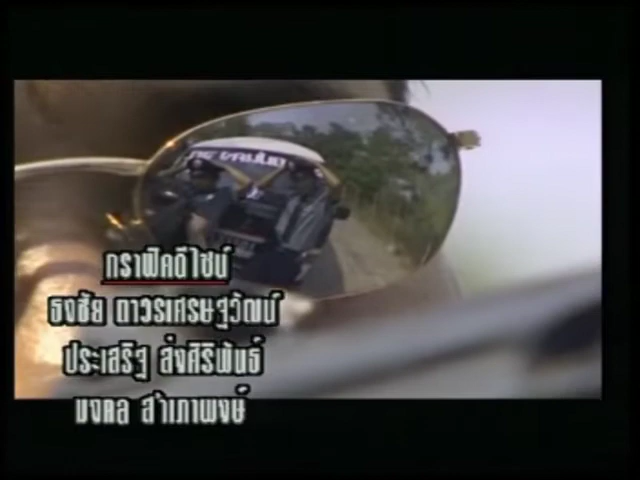 กราฟิคดีไซน์
ธงชัย ถาวรเศรษฐวัฒน์
ประเสริฐ ส่งศิริพันธ์
มงคล สำเภาพงษ์